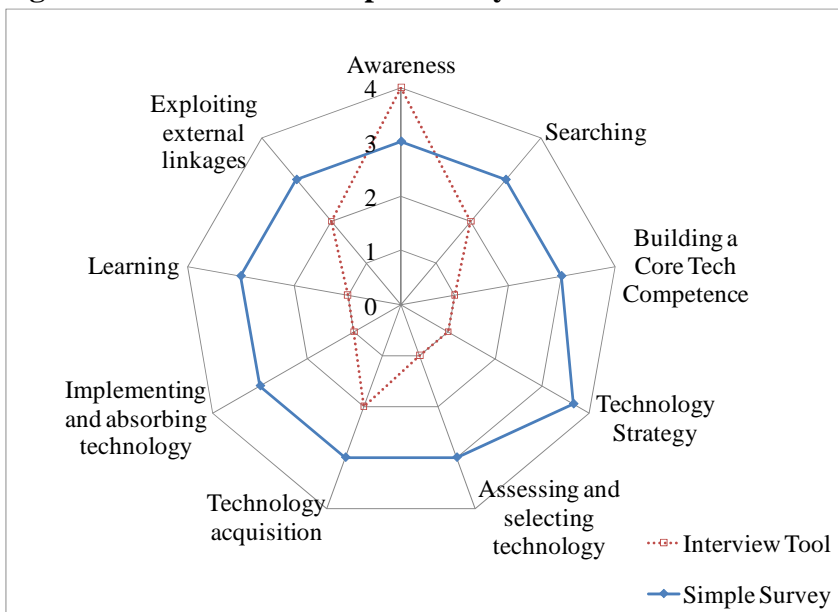 Awareness
Exploiting
external
linkages
Searching
4
3
2
1
0
Learning
Building a
Core Tech
Competence
Implementing
and absorbing
technology
Technology
Strategy
Technology
acquisition
Assessing and
selecting
technology
Interview Tool
Simple Survey